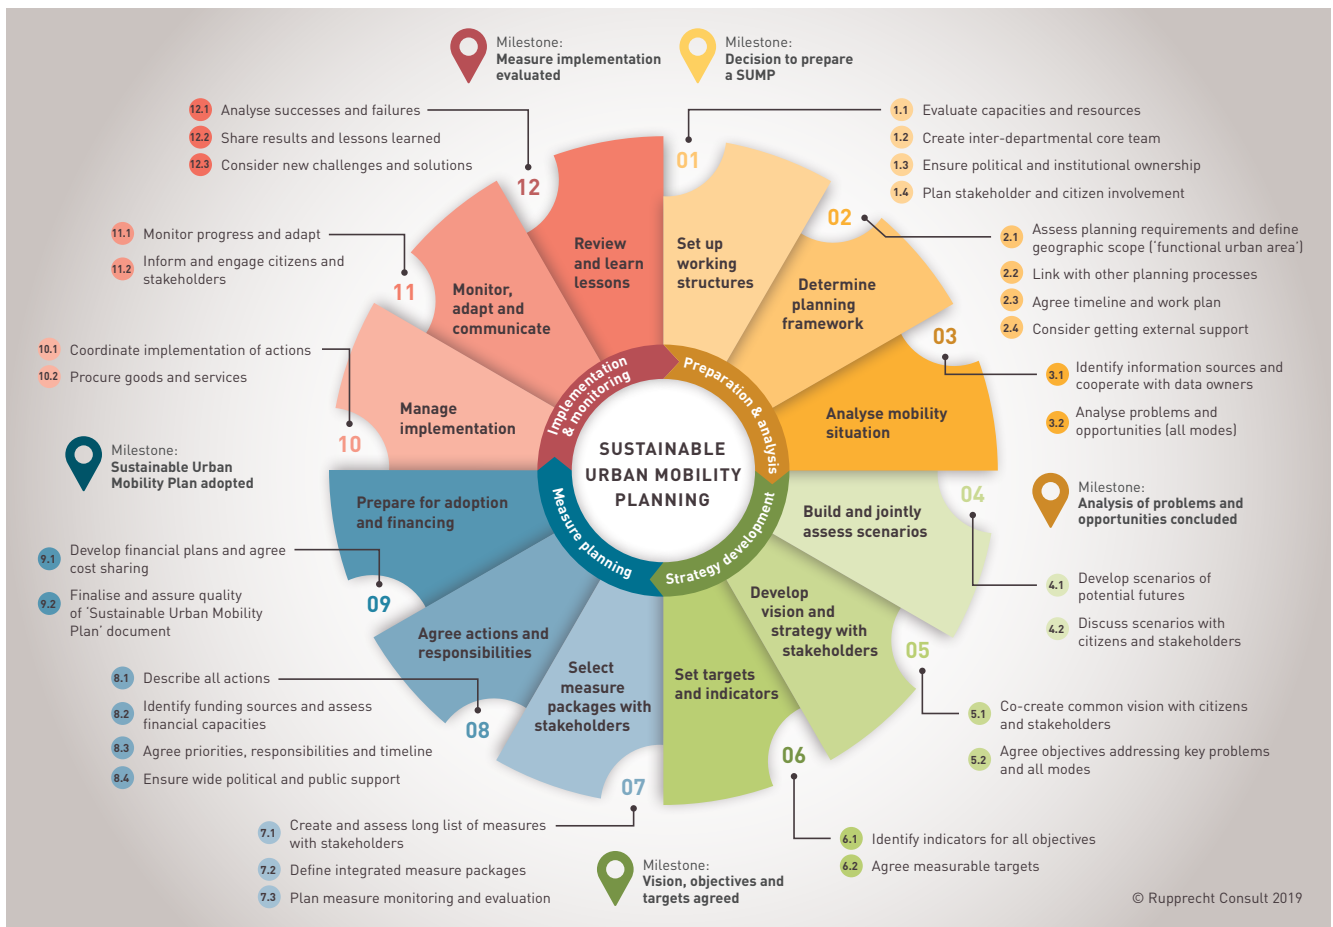 Milestone:
Measure implementation
evaluated
Milestone:
Decision to prepare
a SUMP
12.1 Analyse successes and failures
12.2 Share results and lessons learned
12.3 Consider new challenges and solutions
1.1 Evaluate capacities and resources
1.2 Create inter-departmental core team
1.3 Ensure political and institutional ownership
1.4 Plan stakeholder and citizen involvement
11.1 Monitor progress and adapt
11.2 Inform and engage citizens and
stakeholders
2.1 Assess planning requirements and define
geographic scope (‘functional urban area’)
2.2 Link with other planning processes
2.3 Agree timeline and work plan
2.4 Consider getting external support
10.1 Coordinate implementation of actions
10.2 Procure goods and services
3.1 Identify information sources and
cooperate with data owners
3.2 Analyse problems and
opportunities (all modes)
Milestone:
Sustainable Urban
Mobility Plan adopted
Milestone:
Analysis of problems and
opportunities concluded
01
Set up
working
structures
02
Determine
planning
framework
03
Analyse mobility
situation
04
Build and jointly
assess scenarios
05
Develop
vision and
strategy with
stakeholders
06
Set targets
and indicators
07
Select
measure
packages with
stakeholders
08
Agree actions and
responsibilities
09
Prepare for adoption
and financing
10
Manage
implementation
11
Monitor,
adapt and
communicate
12
Review
and learn
lessons
Preparation & analysis
Strategy development
Measure planning
Implementation
& monitoring
SUSTAINABLE
URBAN MOBILITY
PLANNING
9.1 Develop financial plans and agree
cost sharing
9.2 Finalise and assure quality
of ‘Sustainable Urban Mobility
Plan’ document
4.1 Develop scenarios of
potential futures
4.2 Discuss scenarios with
citizens and stakeholders
8.1 Describe all actions
8.2 Identify funding sources and assess
financial capacities
8.3 Agree priorities, responsibilities and timeline
8.4 Ensure wide political and public support
5.1 Co-create common vision with citizens
and stakeholders
5.2 Agree objectives addressing key problems
and all modes
7.1 Create and assess long list of measures
with stakeholders
7.2 Define integrated measure packages
7.3 Plan measure monitoring and evaluation
Milestone:
Vision, objectives and
targets agreed
6.1 Identify indicators for all objectives
6.2 Agree measurable targets
© Rupprecht Consult 2019